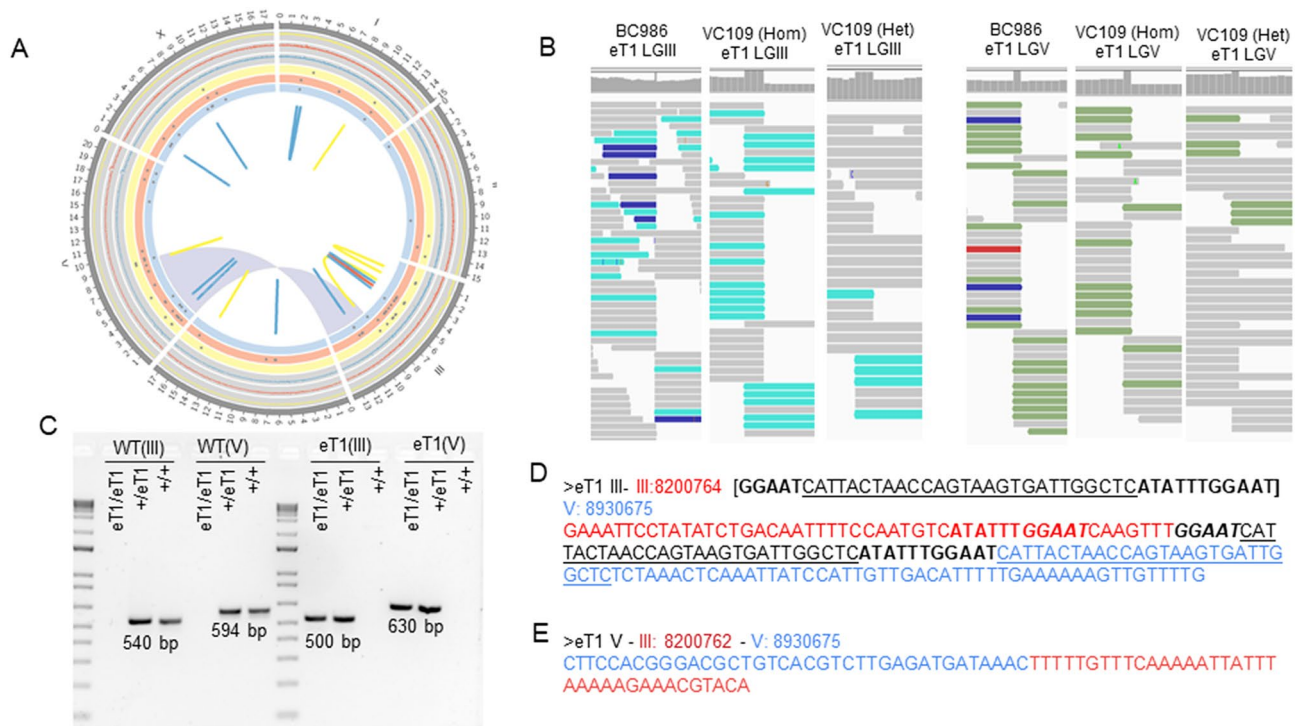 A
X
I
II
III
V
B
BC986
eT1 LGIII
VC109 (Hom)
eT1 LGIII
VC109 (Het)
eT1 LGIII
BC986
eT1 LGV
VC109 (Hom)
eT1 LGV
VC109 (Het)
eT1 LGV
C
WT(III) WT(V) eT1(III) eT1(V)
eT1/eT1 +/eT1 +/+ eT1/eT1 +/eT1 +/+ eT1/eT1 +/eT1 +/+ eT1/eT1 +/eT1 +/+
540 bp 594 bp 500 bp 630 bp
D >eT1 III- III:8200764 [GGAATCATTACTAACCAGTAAGTGATTGGCTCATATTTGGAAT]
V: 8930675
GAAATTCCTATATCTGACAATTTTCCAATGTCATATTTGGAATCAAGTTTGGAATCAT
TACTAACCAGTAAGTGATTGGCTCATATTTGGAATCATTACTAACCAGTAAGTGATTG
GCTCTCTAAACTCAAATTATCCATTGTTGACATTTTTGAAAAAAGTTGTTTTG
E >eT1 V - III: 8200762 - V: 8930675
CTTCCACGGGACGCTGTCACGTCTTGAGATGATAAACTTTTTGTTTCAAAAATTATTT
AAAAAGAAACGTACA